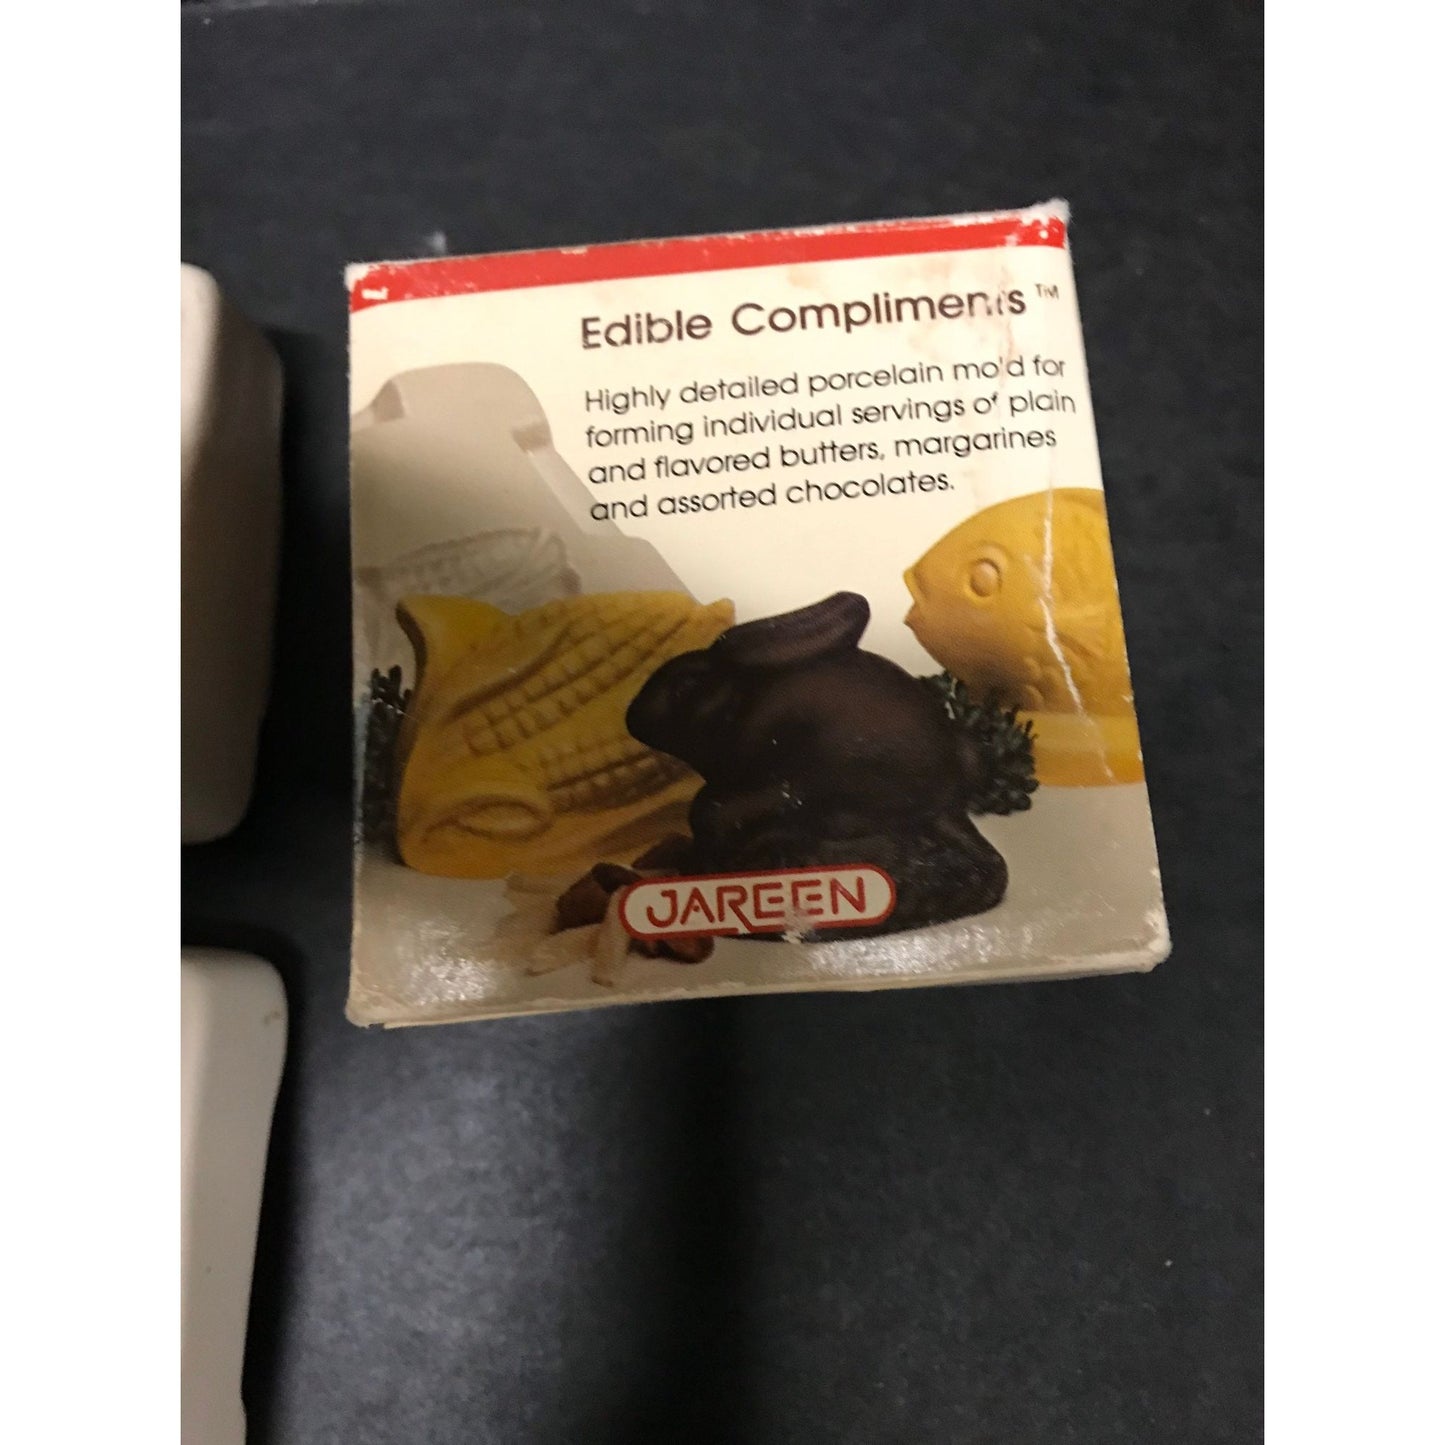 Edible Compliments™
Highly detailed porcelain mold for
forming individual servings of plain
and flavored butters, margarines
and assorted chocolates.
JAREEN